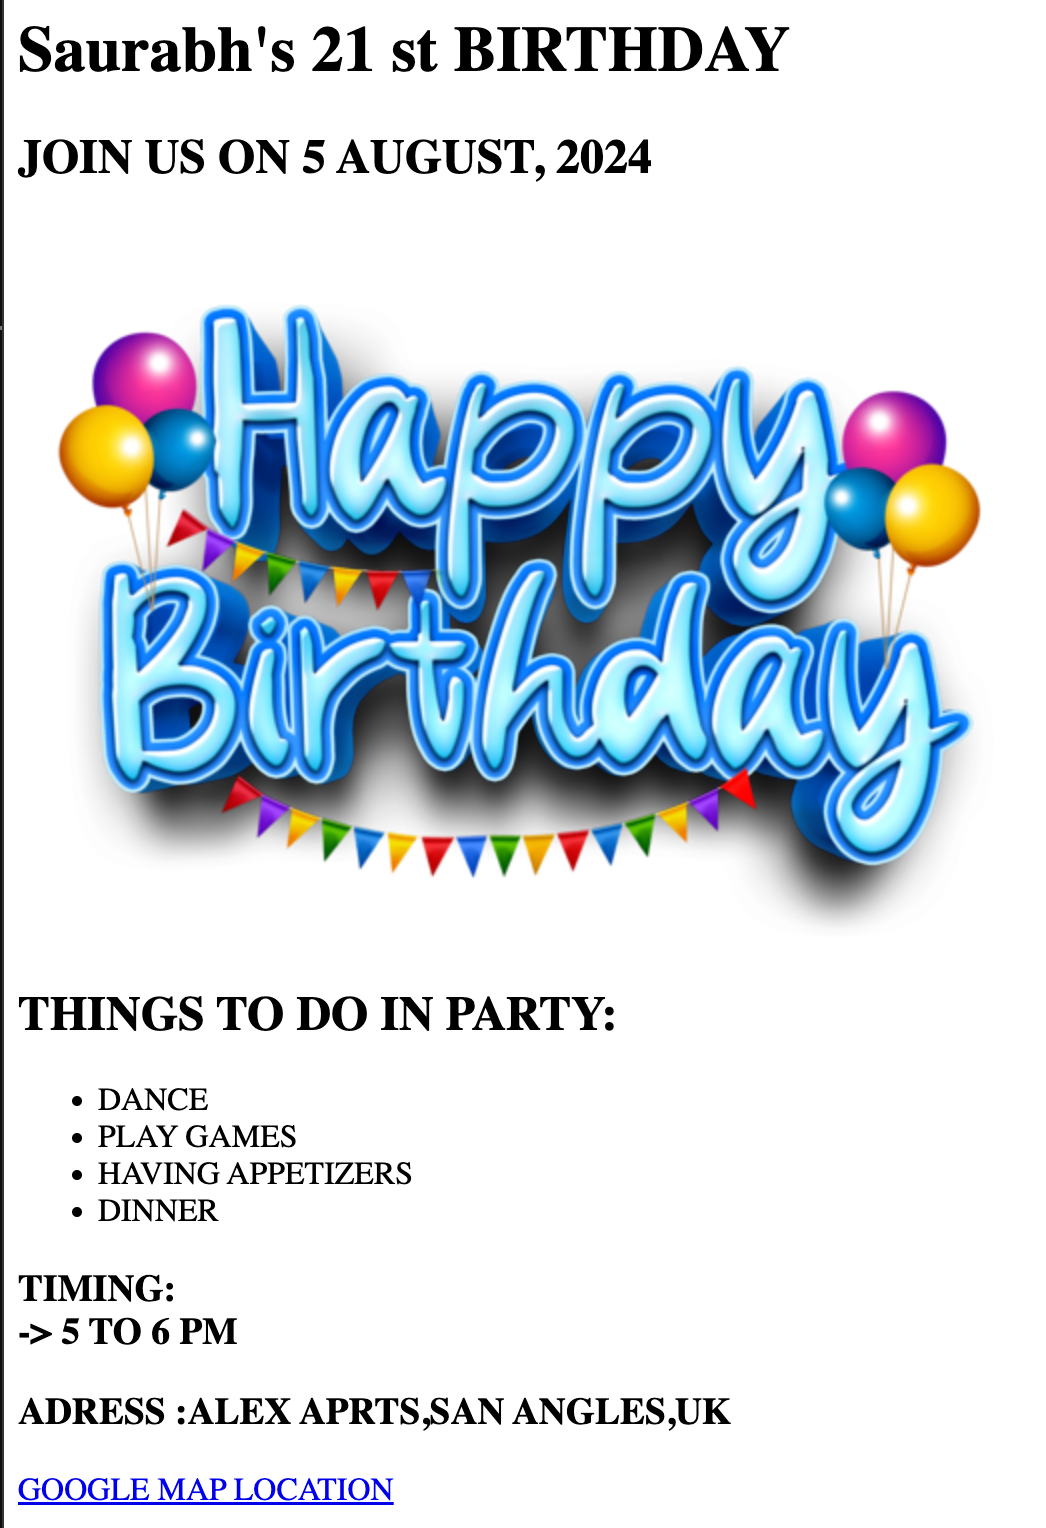 Saurabh's 21 st BIRTHDAY
JOIN US ON 5 AUGUST, 2024
Happy
Birthday
THINGS TO DO IN PARTY:
• DANCE
• PLAY GAMES
• HAVING APPETIZERS
• DINNER
TIMING:
-> 5 TO 6 PM
ADRESS :ALEX APRTS,SAN ANGLES,UK
GOOGLE MAP LOCATION